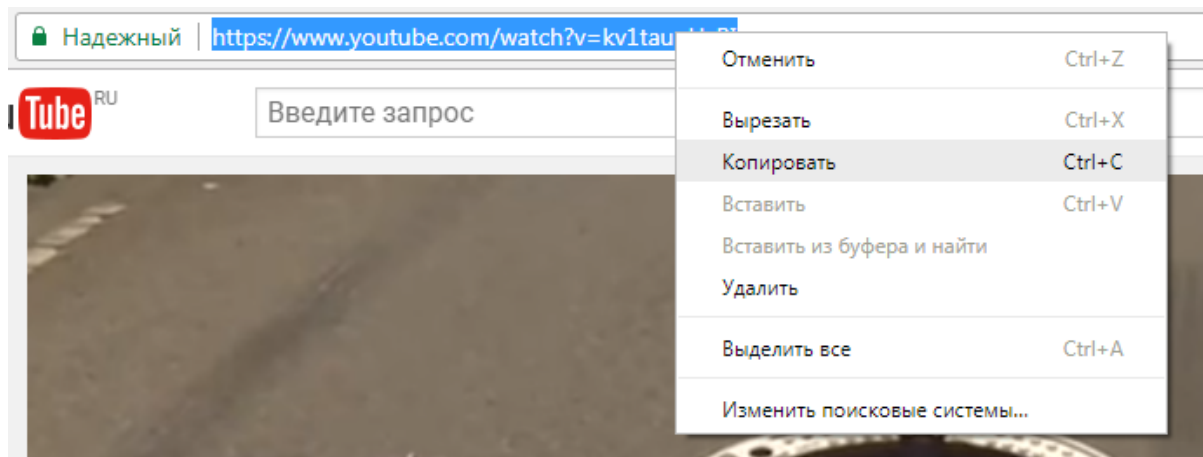 Надежный | https://www.youtube.com/watch?v=kv1tau
Tube RU
Введите запрос
Отменить Ctrl+Z
Вырезать Ctrl+X
Копировать Ctrl+C
Вставить Ctrl+V
Вставить из буфера и найти
Удалить
Выделить все Ctrl+A
Изменить поисковые системы...